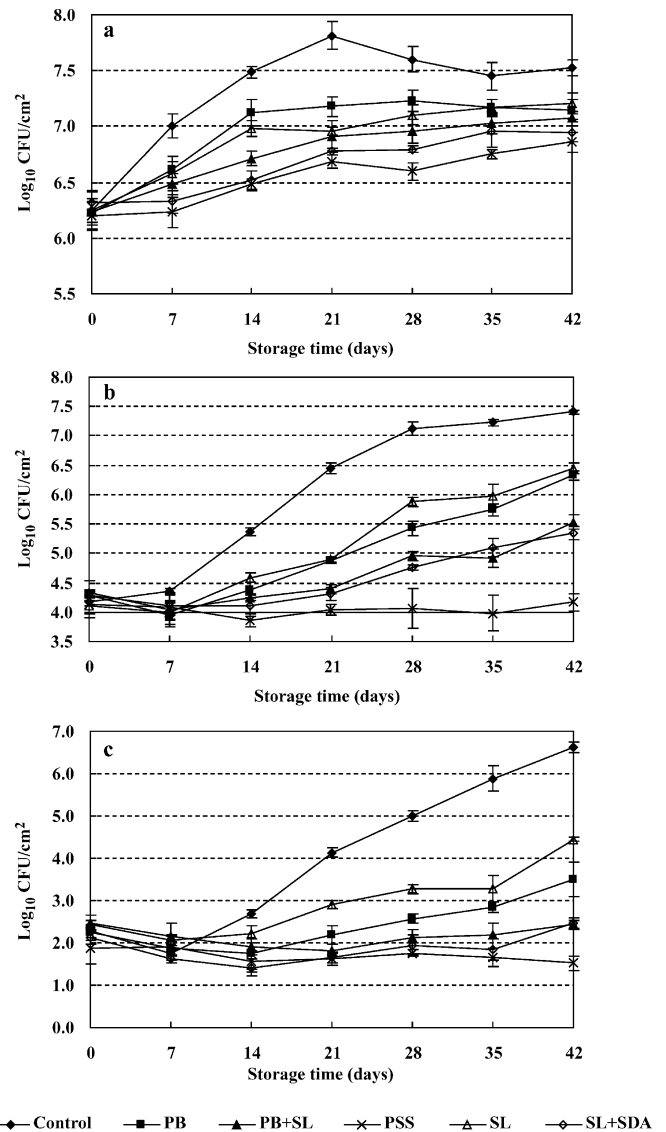 a
8.0
7.5
7.0
6.5
6.0
5.5
Log10 CFU/cm2
0 7 14 21 28 35 42
Storage time (days)
b
8.0
7.5
7.0
6.5
6.0
5.5
5.0
4.5
4.0
3.5
Log10 CFU/cm2
0 7 14 21 28 35 42
Storage time (days)
c
7.0
6.0
5.0
4.0
3.0
2.0
1.0
0.0
Log10 CFU/cm2
0 7 14 21 28 35 42
Storage time (days)
Control PB PB+SL PSS SL SL+SDA